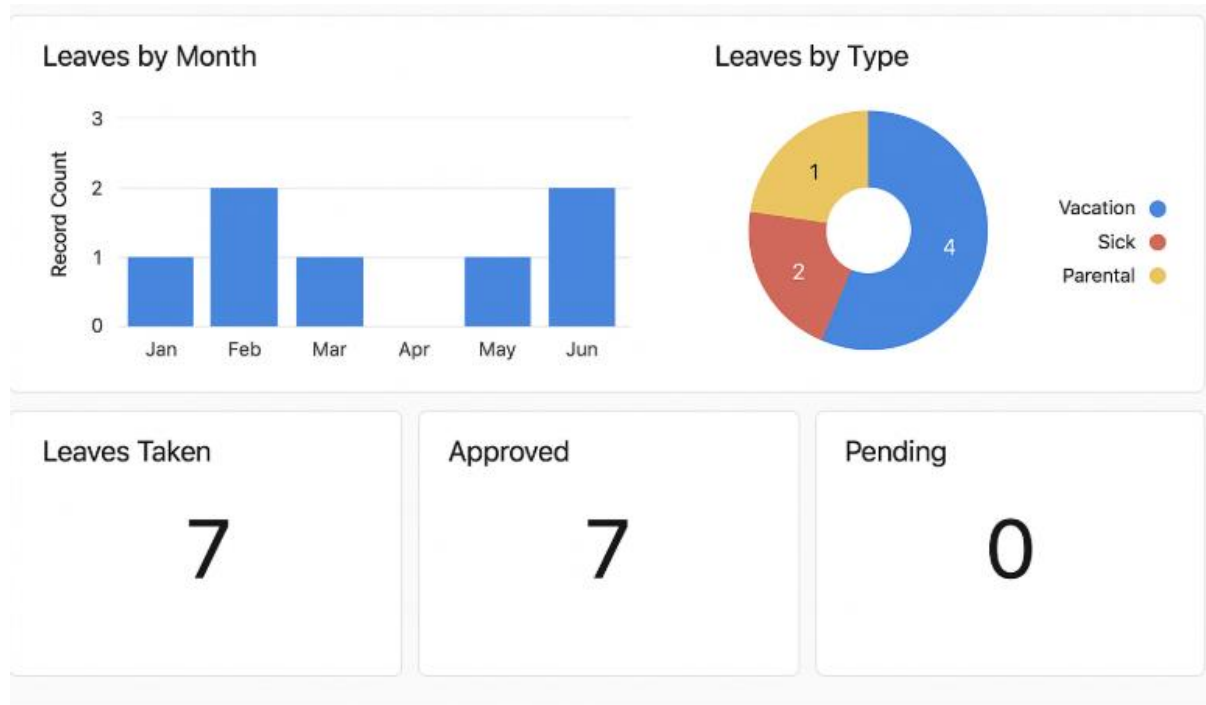 Leaves by Month
Record Count
3
2
1
0
Jan Feb Mar Apr May Jun
Leaves by Type
1
4
2
Vacation
Sick
Parental
Leaves Taken
7
Approved
7
Pending
0